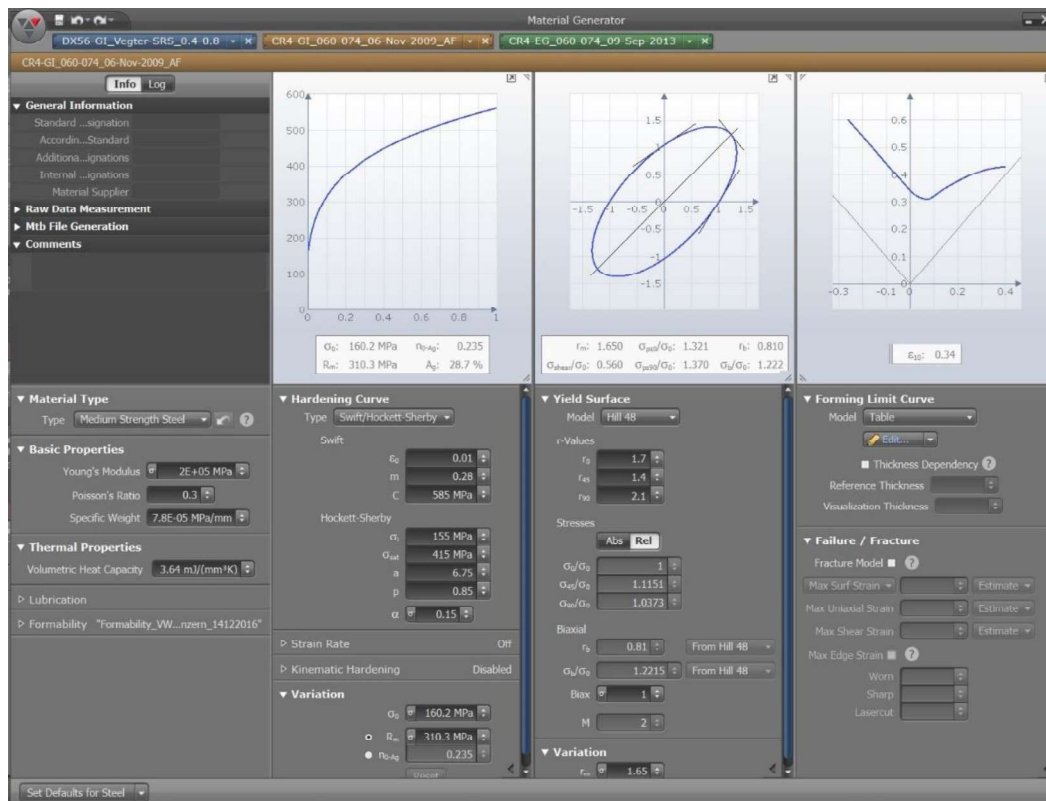 Material Generator
DX56-GI_Vegter-SRS_0.4-0.8
CR4-GI_060-074_06-Nov-2009_AF
CR4-EG_060-074_09-Sep-2013
CR4-GI_060-074_06-Nov-2009_AF
Info Log
General Information
Standard ...signation
Accordin...Standard
Additiona...ignations
Internal ...ignations
Material Supplier
Raw Data Measurement
Mtb File Generation
Comments
600
500
400
300
200
100
0
0 0.2 0.4 0.6 0.8 1
σ₀: 160.2 MPa n₀-Ag: 0.235
Rₘ: 310.3 MPa Ag: 28.7 %
1.5
0.5
-1.5 -1 -0.5 0 0.5 1.5
-1
-1.5
rₘ: 1.650 σps0/σ₀: 1.321 r_b: 0.810
σshear/σ₀: 0.560 σps90/σ₀: 1.370 σ_b/σ₀: 1.222
0.6
0.5
0.4
0.3
0.2
0.1
0
-0.3 -0.1 0 0.2 0.4
ε₁₀: 0.34
Material Type
Type Medium Strength Steel ?
Basic Properties
Young's Modulus σ 2E+05 MPa
Poisson's Ratio 0.3
Specific Weight 7.8E-05 MPa/mm
Thermal Properties
Volumetric Heat Capacity 3.64 mJ/(mm³K)
Lubrication
Formability "Formability_VW...nzern_14122016"
Hardening Curve
Type Swift/Hockett-Sherby
Swift
ε₀ 0.01
m 0.28
C 585 MPa
Hockett-Sherby
σᵢ 155 MPa
σsat 415 MPa
a 6.75
p 0.85
α σ 0.15
Strain Rate Off
Kinematic Hardening Disabled
Variation
σ₀ σ 160.2 MPa
Rₘ σ 310.3 MPa
n₀-Ag 0.235
Yield Surface
Model Hill 48
r-Values
r₀ 1.7
r₄₅ 1.4
r₉₀ 2.1
Stresses
Abs Rel
σ₀/σ₀ 1
σ₄₅/σ₀ 1.1151
σ₉₀/σ₀ 1.0373
Biaxial
r_b 0.81 From Hill 48
σ_b/σ₀ 1.2215 From Hill 48
Biax σ 1
M 2
Variation
rₘ σ 1.65
Forming Limit Curve
Model Table
Edit...
Thickness Dependency ?
Reference Thickness
Visualization Thickness
Failure / Fracture
Fracture Model ?
Max Surf Strain Estimate
Max Uniaxial Strain Estimate
Max Shear Strain Estimate
Max Edge Strain ?
Worn
Sharp
Lasercut
Set Defaults for Steel